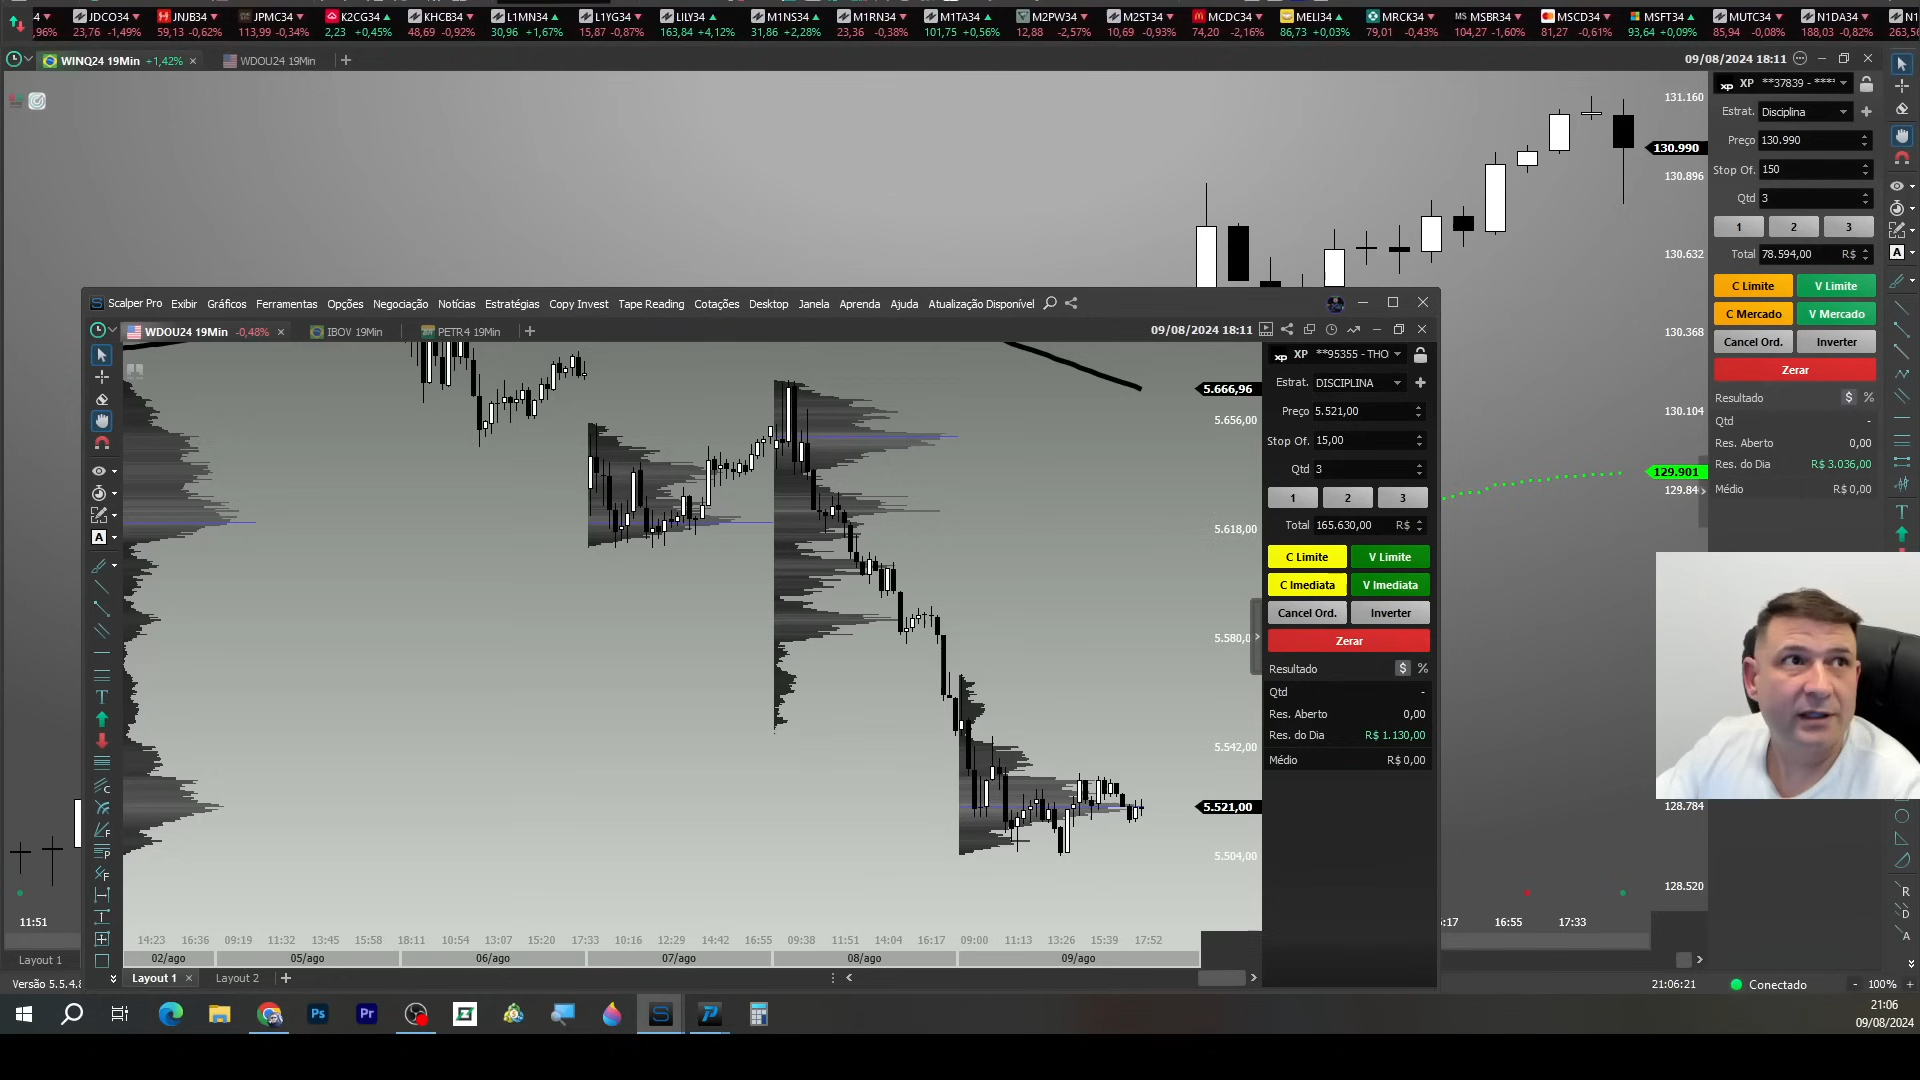 JDCO34 JNJB34 JPMC34 K2CG34 KHCB34 L1MN34 L1YG34 LILY34 M1NS34 M1RN34 M1TA34 M2PW34 M2ST34 MCDC34 MELI34 MRCK34 MSBR34 MSCD34 MSFT34 MUTC34 N1DA34 N1
,96% 23,76 -1,49% 59,13 -0,62% 113,99 -0,34% 2,23 +0,45% 48,69 -0,92% 30,96 +1,67% 15,87 -0,87% 163,84 +4,12% 31,86 +2,28% 23,36 -0,38% 101,75 +0,56% 12,88 -2,57% 10,69 -0,93% 74,20 -2,16% 86,73 +0,03% 79,01 -0,43% 104,27 -1,60% 81,27 -0,61% 93,64 +0,09% 85,94 -0,08% 188,03 -0,82% 263,56
WINQ24 19Min +1,42% WDOU24 19Min 09/08/2024 18:11
XP **37839 - ****
Estrat. Disciplina
Preço 130.990
Stop Of. 150
Qtd 3
1 2 3
Total 78.594,00 R$
C Limite V Limite
C Mercado V Mercado
Cancel Ord. Inverter
Zerar
Resultado $ %
Qtd -
Res. Aberto 0,00
Res. do Dia R$ 3.036,00
Médio R$ 0,00
131.160
130.990
130.896
130.632
130.368
130.104
129.901
129.84
128.784
128.520
Scalper Pro Exibir Gráficos Ferramentas Opções Negociação Notícias Estratégias Copy Invest Tape Reading Cotações Desktop Janela Aprenda Ajuda Atualização Disponível
WDOU24 19Min -0,48% IBOV 19Min PETR4 19Min 09/08/2024 18:11
XP **95355 - THO
Estrat. DISCIPLINA
Preço 5.521,00
Stop Of. 15,00
Qtd 3
1 2 3
Total 165.630,00 R$
C Limite V Limite
C Imediata V Imediata
Cancel Ord. Inverter
Zerar
Resultado $ %
Qtd -
Res. Aberto 0,00
Res. do Dia R$ 1.130,00
Médio R$ 0,00
5.666,96
5.656,00
5.618,00
5.580,0
5.542,00
5.521,00
5.504,00
14:23 16:36 09:19 11:32 13:45 15:58 18:11 10:54 13:07 15:20 17:33 10:16 12:29 14:42 16:55 09:38 11:51 14:04 16:17 09:00 11:13 13:26 15:39 17:52
02/ago 05/ago 06/ago 07/ago 08/ago 09/ago
Layout 1 Layout 2
11:51
:17 16:55 17:33
Layout 1
Versão 5.5.4.8
21:06:21 Conectado - 100% +
Ps Pr
21:06
09/08/2024